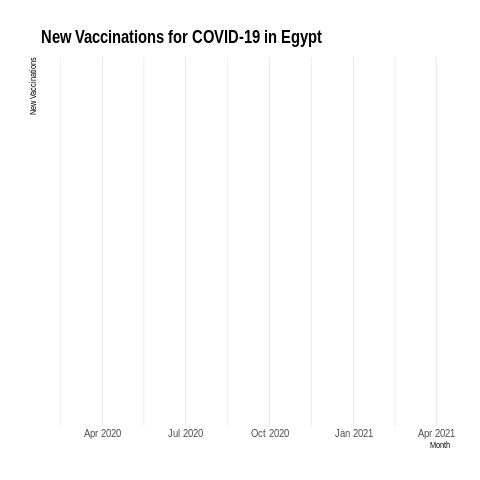 New Vaccinations for COVID-19 in Egypt
New Vaccinations
Apr 2020 Jul 2020 Oct 2020 Jan 2021 Apr 2021
Month